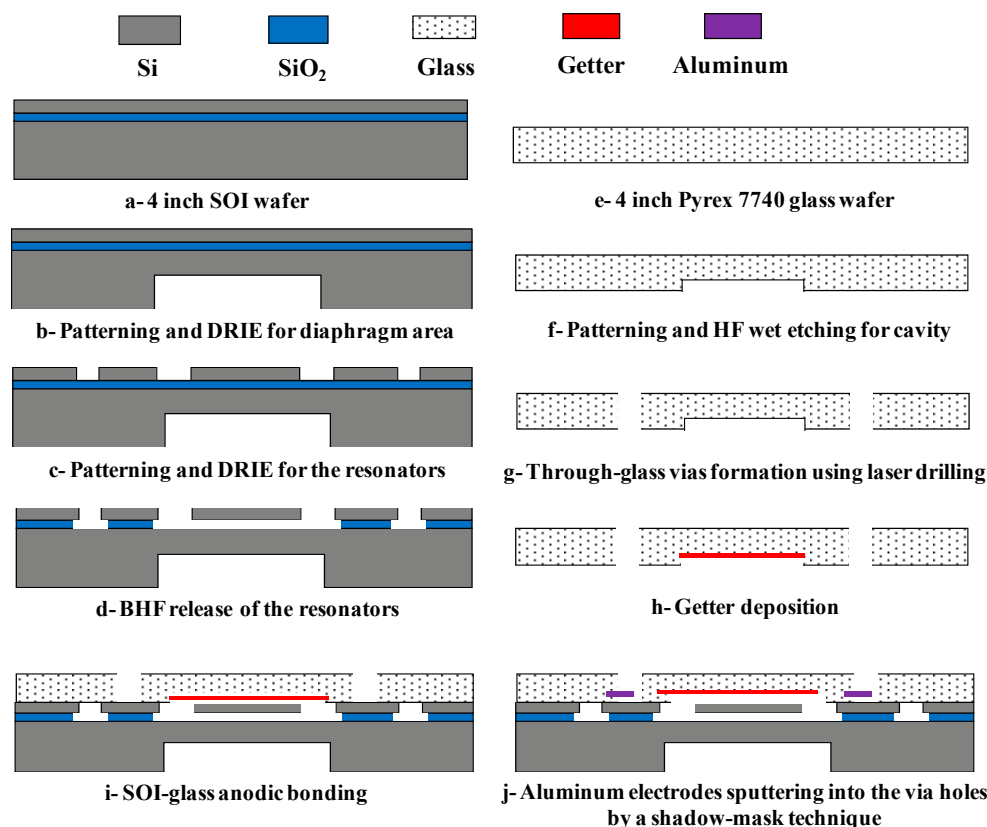 Si
SiO₂
Glass
Getter
Aluminum
a- 4 inch SOI wafer
e- 4 inch Pyrex 7740 glass wafer
b- Patterning and DRIE for diaphragm area
f- Patterning and HF wet etching for cavity
c- Patterning and DRIE for the resonators
g- Through-glass vias formation using laser drilling
d- BHF release of the resonators
h- Getter deposition
i- SOI-glass anodic bonding
j- Aluminum electrodes sputtering into the via holes
by a shadow-mask technique